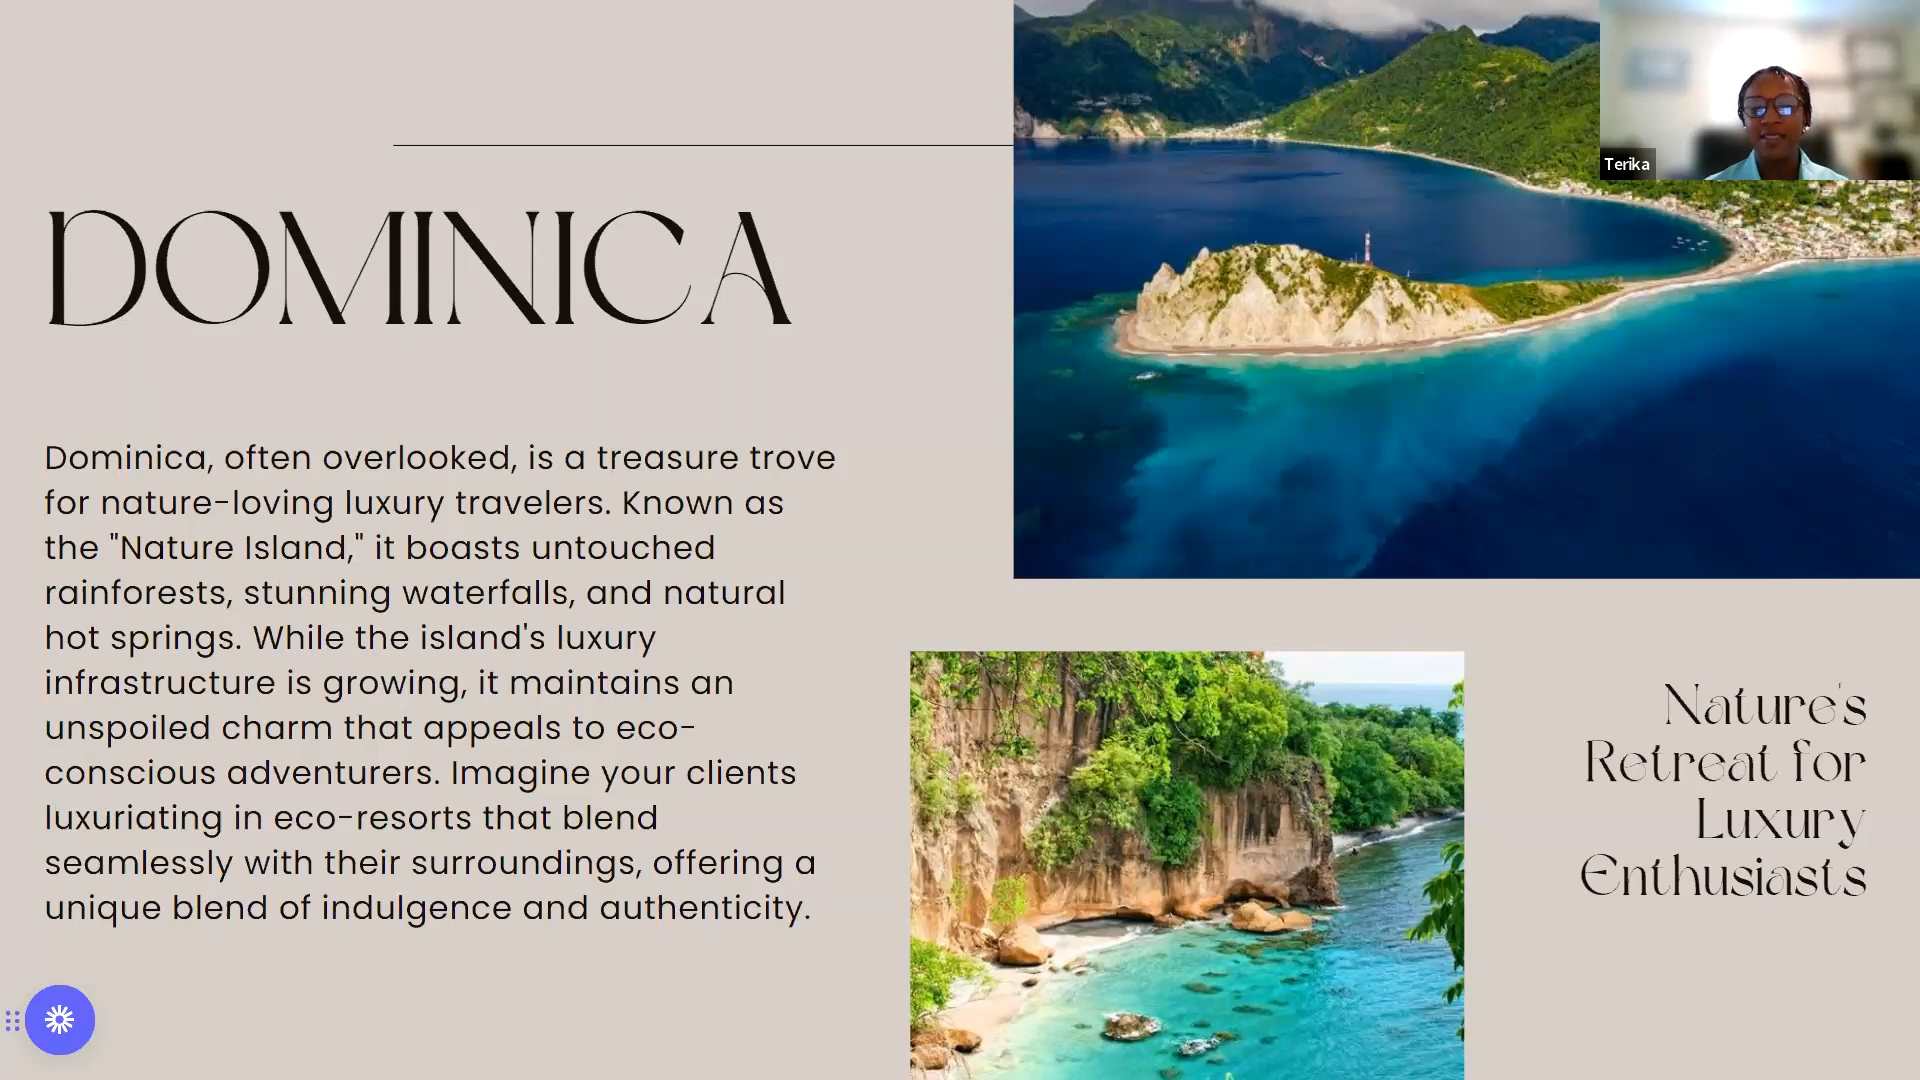 Terika
DOMINICA
Dominica, often overlooked, is a treasure trove
for nature-loving luxury travelers. Known as
the "Nature Island," it boasts untouched
rainforests, stunning waterfalls, and natural
hot springs. While the island's luxury
infrastructure is growing, it maintains an
unspoiled charm that appeals to eco-
conscious adventurers. Imagine your clients
luxuriating in eco-resorts that blend
seamlessly with their surroundings, offering a
unique blend of indulgence and authenticity.
Nature's
Retreat for
Luxury
Enthusiasts